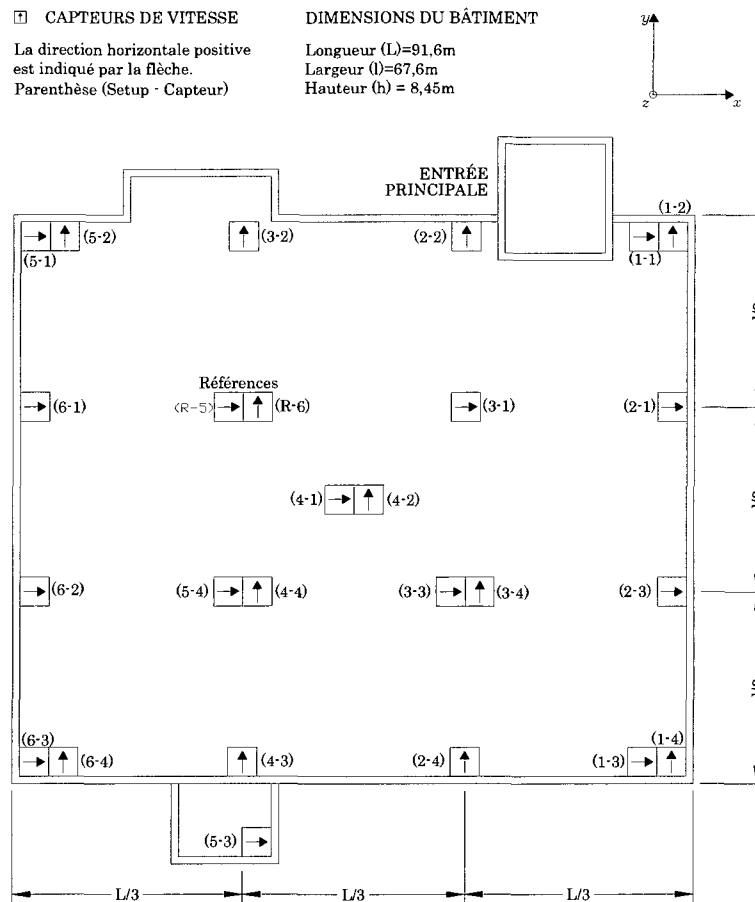 CAPTEURS DE VITESSE
La direction horizontale positive
est indiqué par la flèche.
Parenthèse (Setup - Capteur)
DIMENSIONS DU BÂTIMENT
Longueur (L)=91,6m
Largeur (l)=67,6m
Hauteur (h) = 8,45m
y
z
x
ENTRÉE
PRINCIPALE
(1-2)
(5-2)
(3-2)
(2-2)
(5-1)
(1-1)
Références
(6-1)
(R-5)
(R-6)
(3-1)
(2-1)
(4-1)
(4-2)
(6-2)
(5-4)
(4-4)
(3-3)
(3-4)
(2-3)
(6-3)
(1-4)
(6-4)
(4-3)
(2-4)
(1-3)
(5-3)
L/3
L/3
L/3